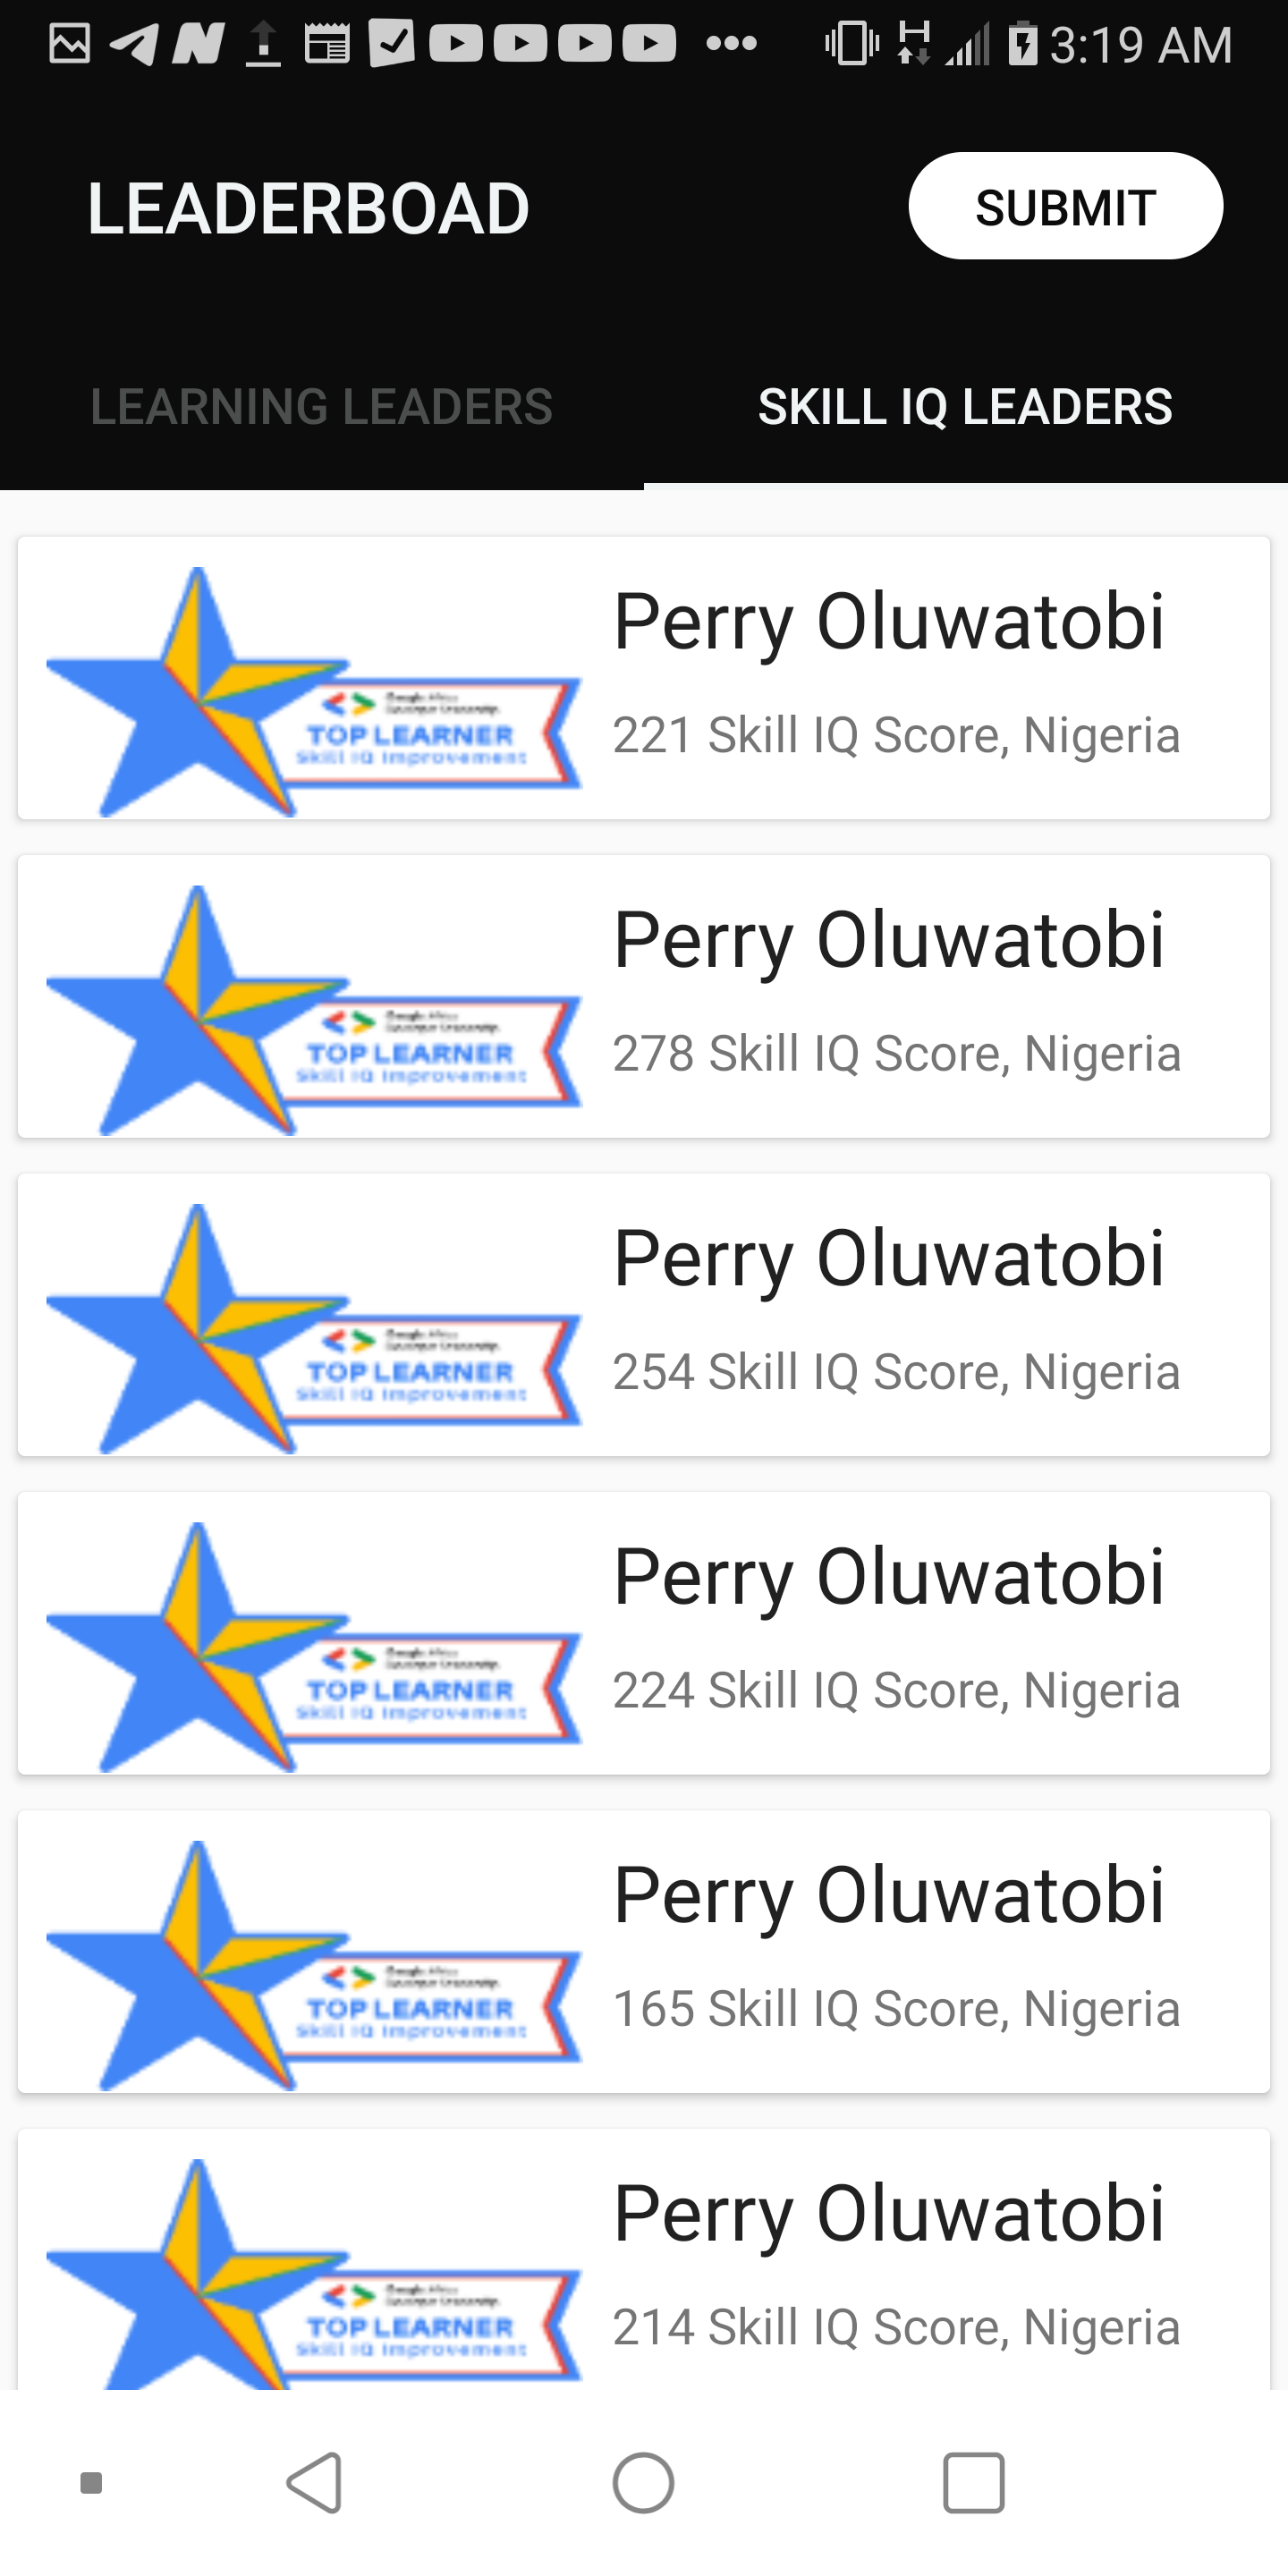 3:19 AM
LEADERBOAD
SUBMIT
LEARNING LEADERS
SKILL IQ LEADERS
Perry Oluwatobi
221 Skill IQ Score, Nigeria
TOP LEARNER
Skill IQ Improvement
Perry Oluwatobi
278 Skill IQ Score, Nigeria
TOP LEARNER
Skill IQ Improvement
Perry Oluwatobi
254 Skill IQ Score, Nigeria
TOP LEARNER
Skill IQ Improvement
Perry Oluwatobi
224 Skill IQ Score, Nigeria
TOP LEARNER
Skill IQ Improvement
Perry Oluwatobi
165 Skill IQ Score, Nigeria
TOP LEARNER
Skill IQ Improvement
Perry Oluwatobi
214 Skill IQ Score, Nigeria
TOP LEARNER
Skill IQ Improvement